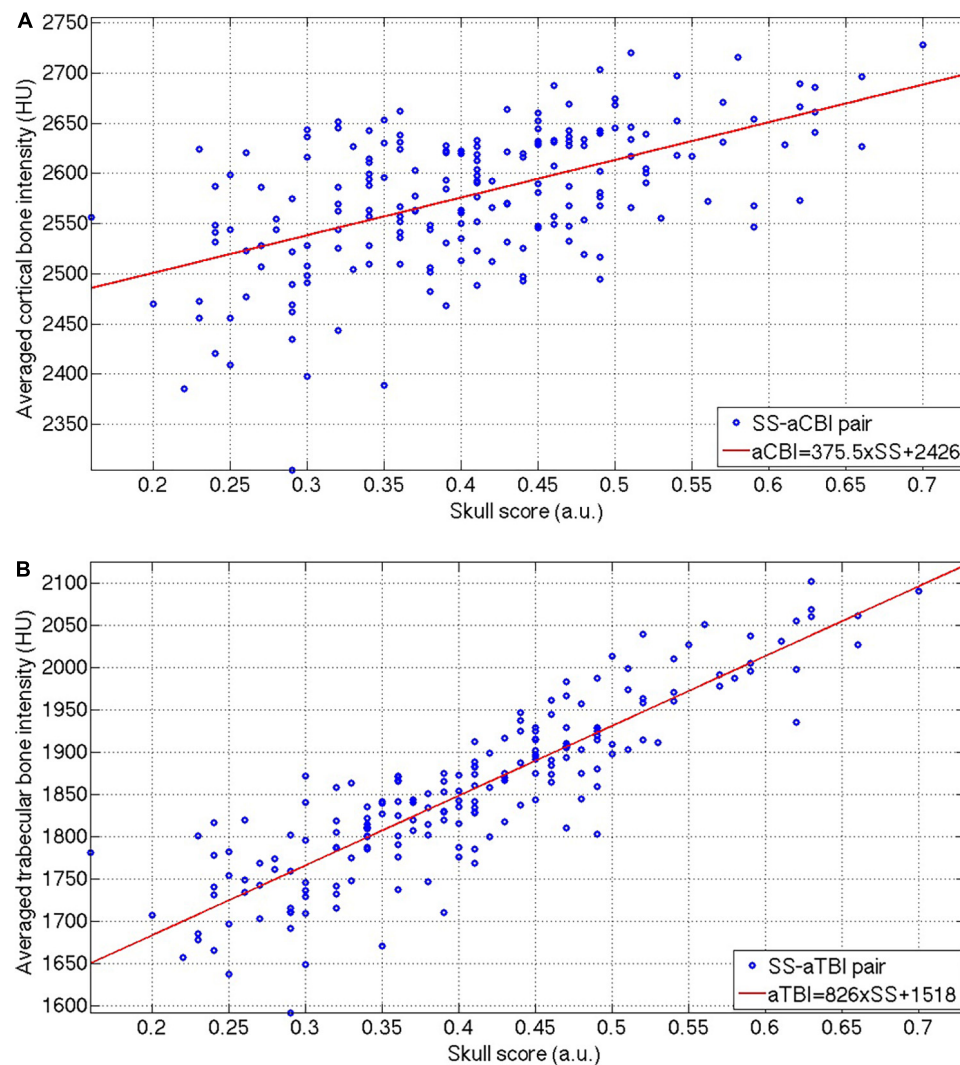 A
2750
2700
2650
2600
2550
2500
2450
2400
2350
Averaged cortical bone intensity (HU)
SS-aCBI pair
aCBI=375.5xSS+2426
0.2 0.25 0.3 0.35 0.4 0.45 0.5 0.55 0.6 0.65 0.7
Skull score (a.u.)
B
2100
2050
2000
1950
1900
1850
1800
1750
1700
1650
1600
Averaged trabecular bone intensity (HU)
SS-aTBI pair
aTBI=826xSS+1518
0.2 0.25 0.3 0.35 0.4 0.45 0.5 0.55 0.6 0.65 0.7
Skull score (a.u.)